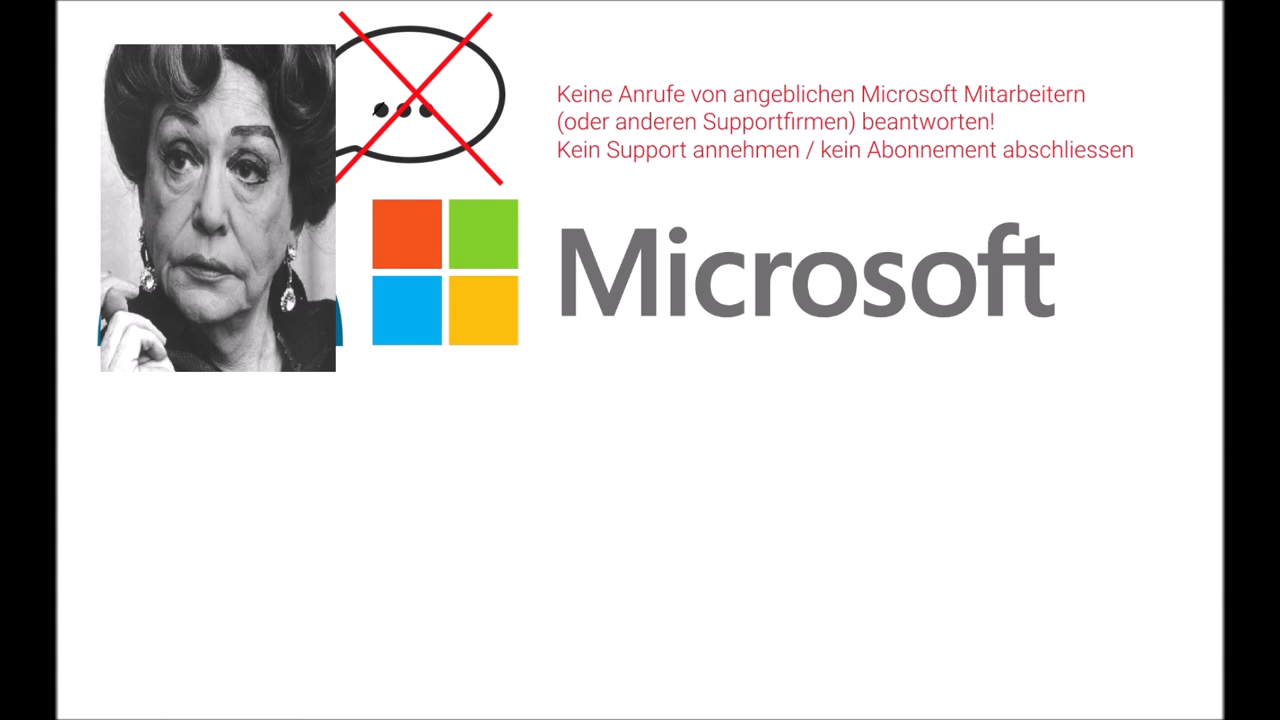 Keine Anrufe von angeblichen Microsoft Mitarbeitern
(oder anderen Supportfirmen) beantworten!
Kein Support annehmen / kein Abonnement abschliessen
Microsoft